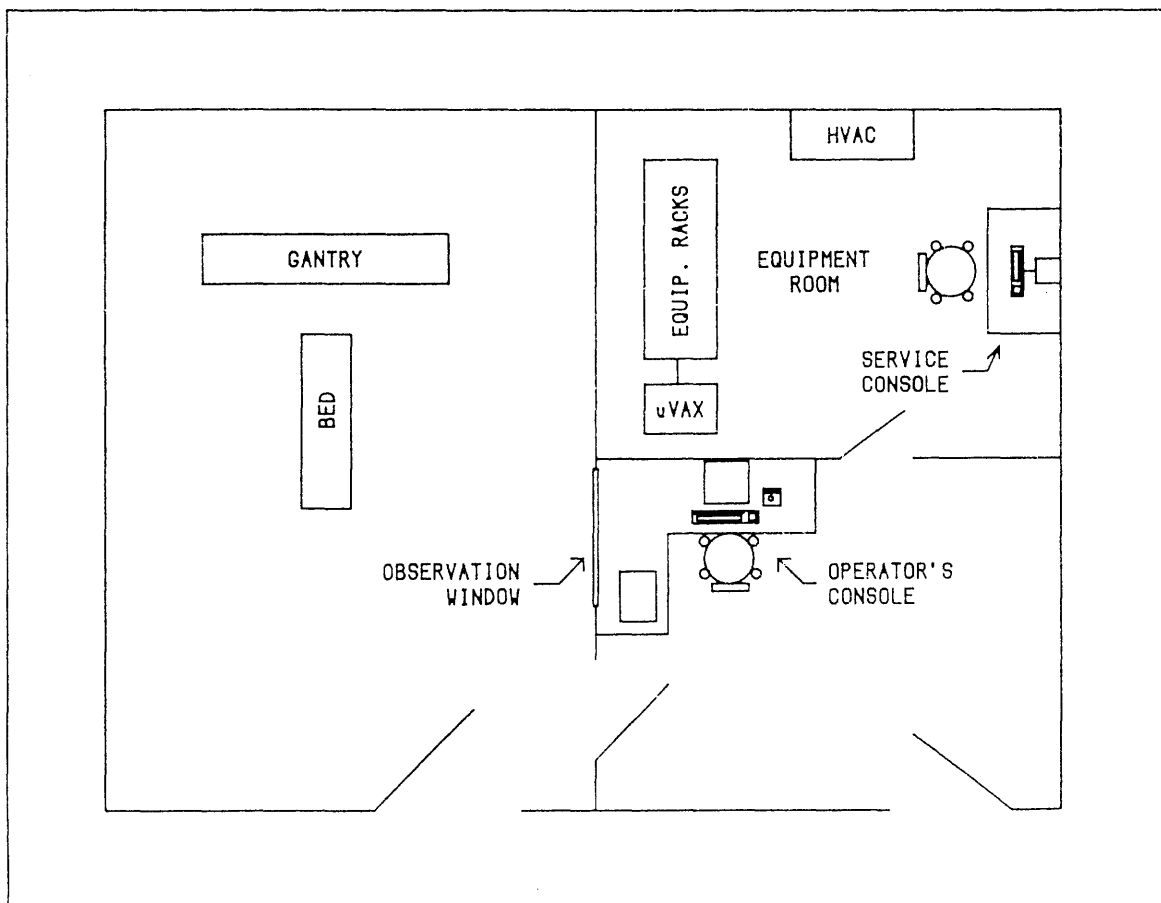 HVAC
GANTRY
EQUIP. RACKS
EQUIPMENT
ROOM
BED
uVAX
SERVICE
CONSOLE
OBSERVATION
WINDOW
OPERATOR'S
CONSOLE